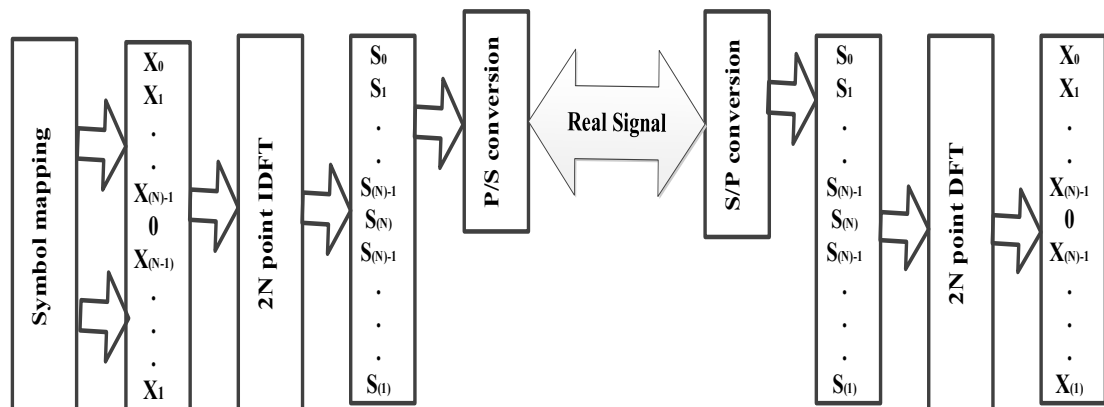 Symbol mapping
X0
X1
.
.
X(N)-1
0
X(N-1)
.
.
.
X1
2N point IDFT
S0
S1
.
.
S(N)-1
S(N)
S(N)-1
.
.
.
S(1)
P/S conversion
Real Signal
S/P conversion
S0
S1
.
.
S(N)-1
S(N)
S(N)-1
.
.
.
S(1)
2N point DFT
X0
X1
.
.
X(N)-1
0
X(N)-1
.
.
.
X(1)